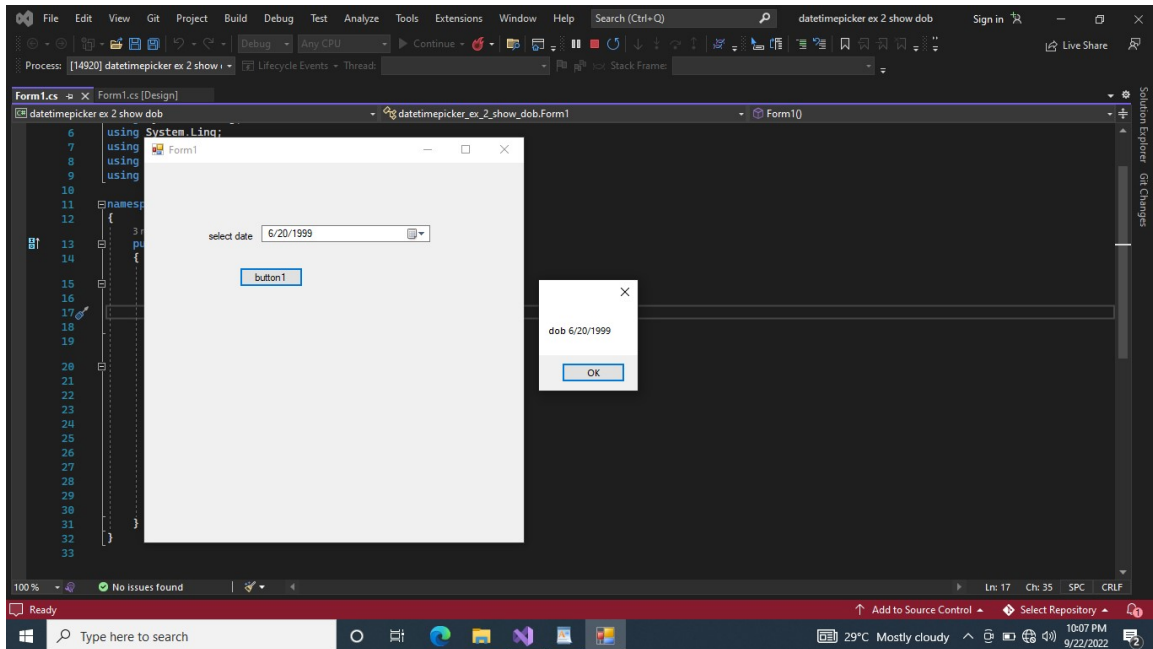 File Edit View Git Project Build Debug Test Analyze Tools Extensions Window Help Search (Ctrl+Q) datetimepicker ex 2 show dob Sign in
Debug Any CPU Continue Live Share
Process: [14920] datetimepicker ex 2 show Lifecycle Events Thread: Stack Frame:
Form1.cs Form1.cs [Design]
datetimepicker ex 2 show dob datetimepicker_ex_2_show_dob.Form1 Form1()
6 using System.Linq;
7 using
8 using
9 using
10
11 namesp
12 {
3 r
13 pu
14 {
15
16
17
18
19
20
21
22
23
24
25
26
27
28
29
30
31 }
32 }
33
Form1
select date 6/20/1999
button1
dob 6/20/1999
OK
Solution Explorer
Git Changes
100 % No issues found Ln: 17 Ch: 35 SPC CRLF
Ready Add to Source Control Select Repository 1
Type here to search 29°C Mostly cloudy 10:07 PM
9/22/2022 2